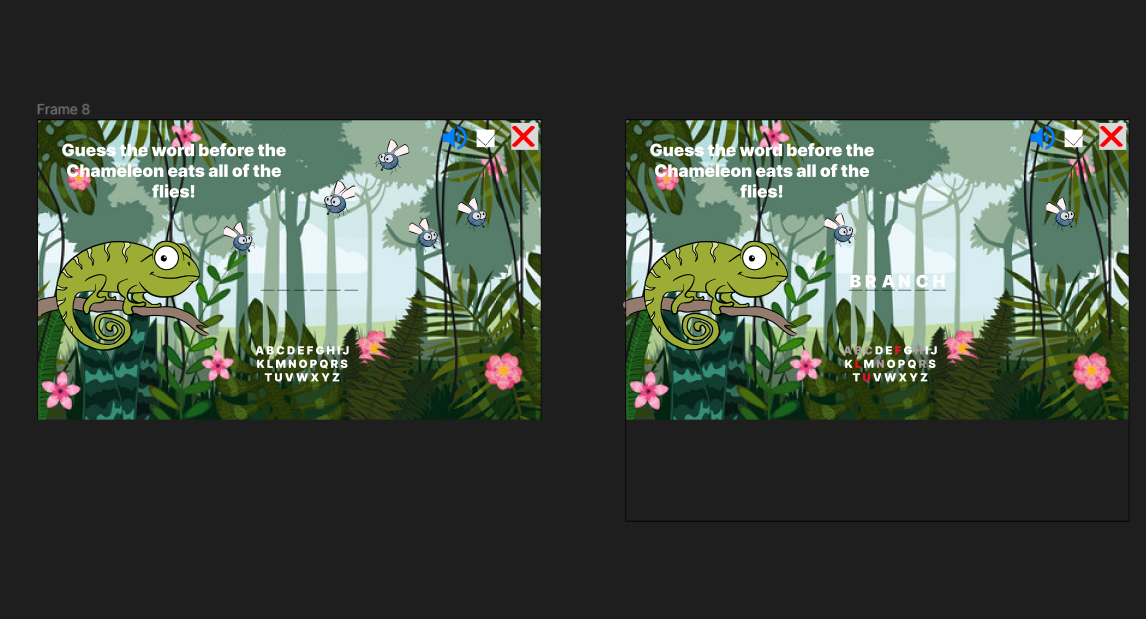 Frame 8
Guess the word before the
Chameleon eats all of the
flies!
______
ABCDEFGHIJ
KLMNOPQRS
TUVWXYZ
Guess the word before the
Chameleon eats all of the
flies!
BRANCH
ABCDEFGHIJ
KLMNOPQRS
TUVWXYZ